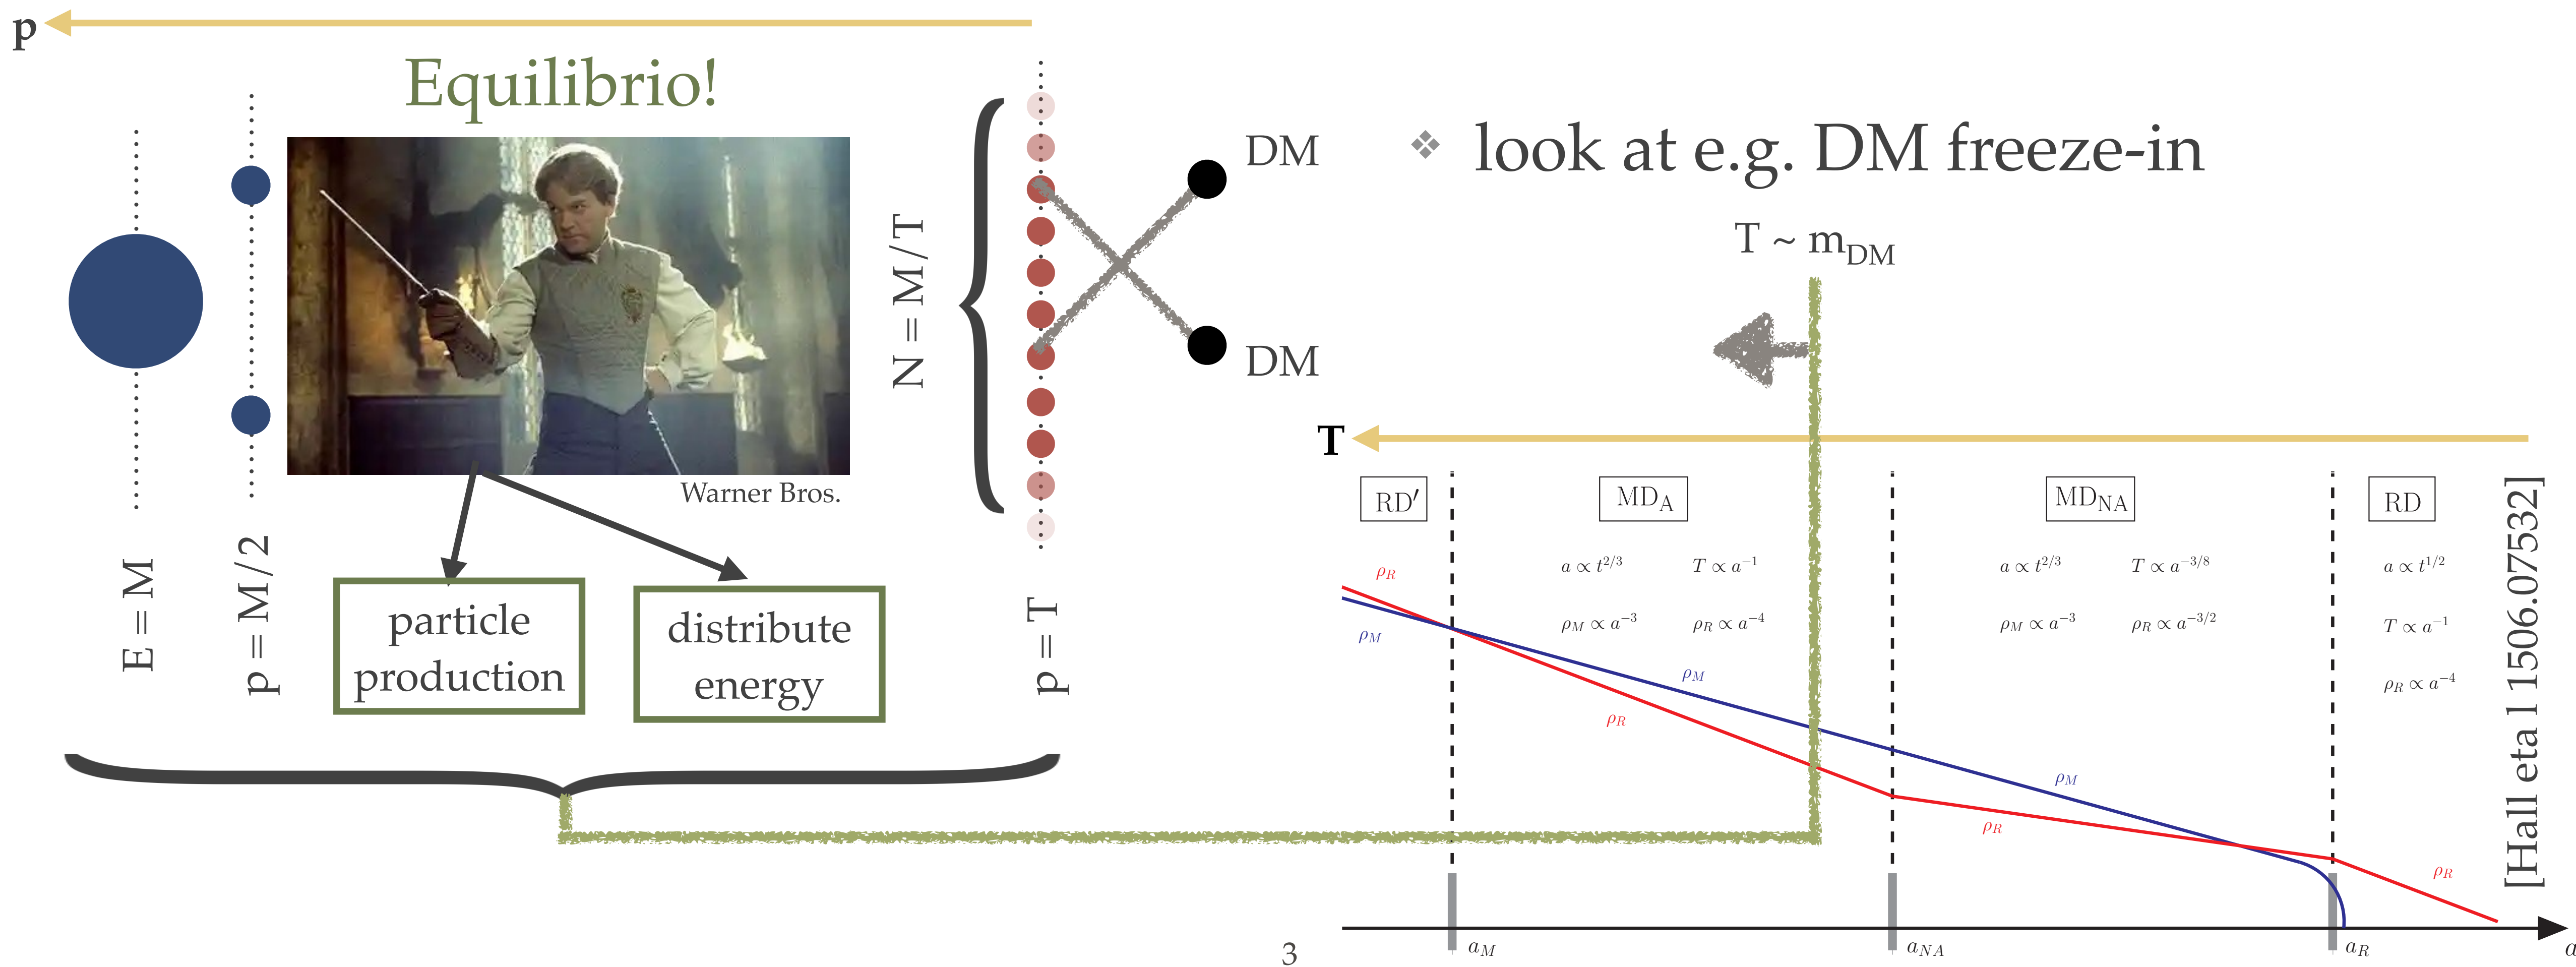 p
Equilibrio!
E = M
p = M/2
Warner Bros.
particle
production
distribute
energy
N = M/T
p = T
DM
DM
❖ look at e.g. DM freeze-in
T ~ m_DM
T
RD′
MD_A
MD_NA
RD
a ∝ t^{2/3} T ∝ a^{-1}
ρ_M ∝ a^{-3} ρ_R ∝ a^{-4}
a ∝ t^{2/3} T ∝ a^{-3/8}
ρ_M ∝ a^{-3} ρ_R ∝ a^{-3/2}
a ∝ t^{1/2}
T ∝ a^{-1}
ρ_R ∝ a^{-4}
ρ_R
ρ_M
ρ_M
ρ_R
ρ_M
ρ_R
ρ_R
a_M
a_NA
a_R
a
[Hall eta l 1506.07532]
3